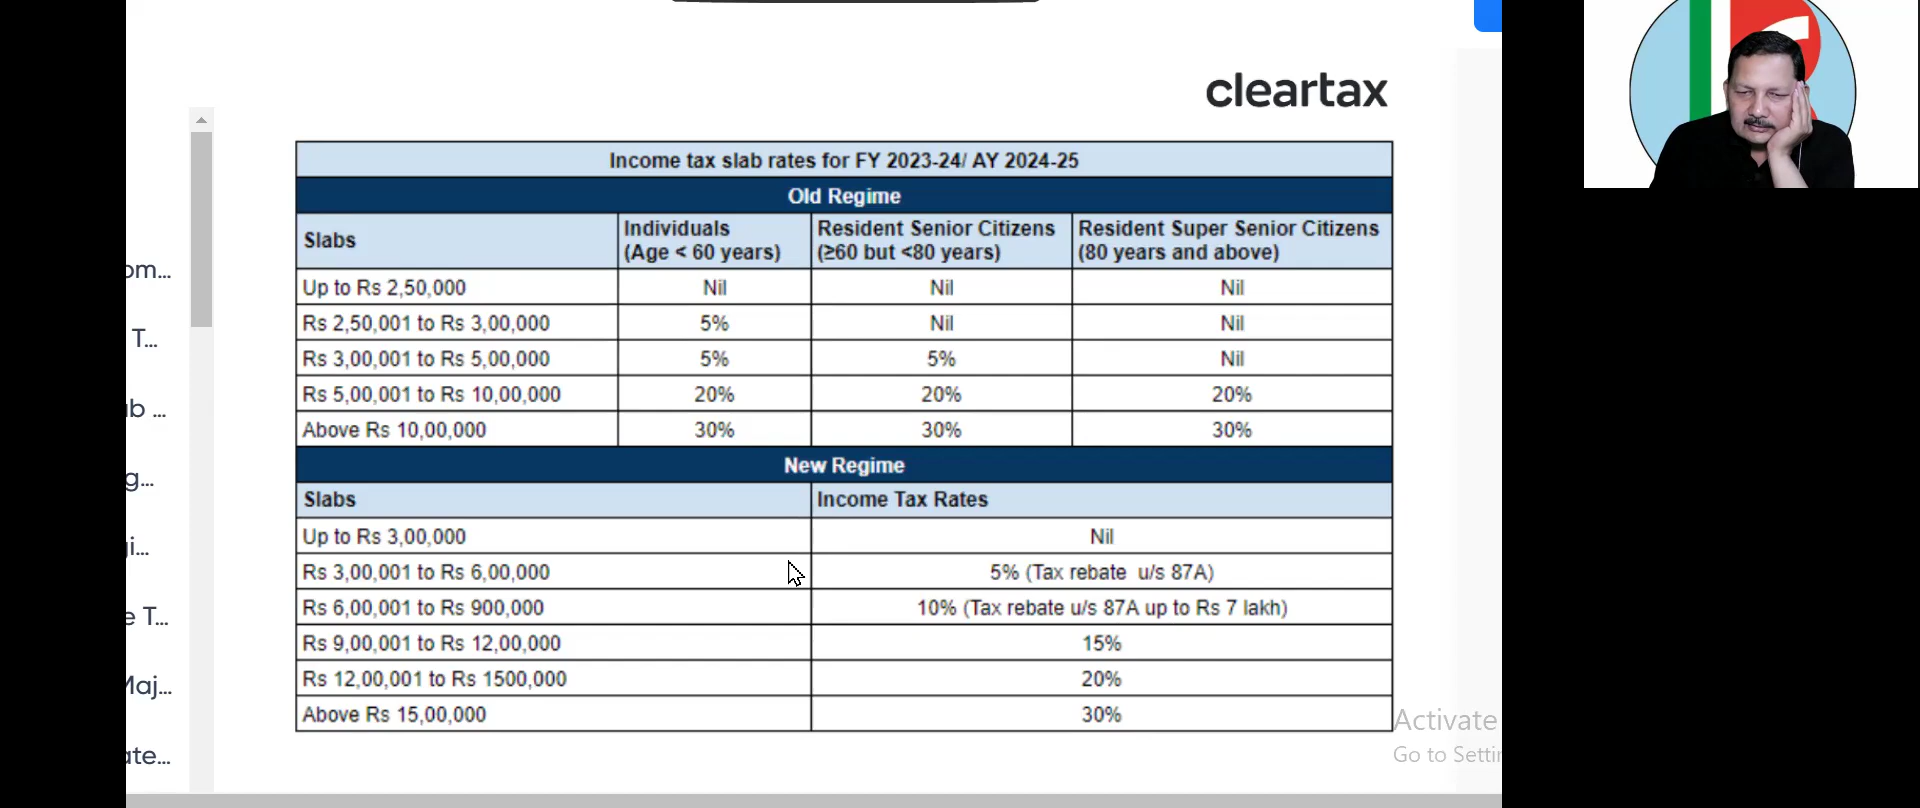 cleartax
Income tax slab rates for FY 2023-24/ AY 2024-25
Old Regime
Slabs
Individuals
(Age < 60 years)
Resident Senior Citizens
(≥60 but <80 years)
Resident Super Senior Citizens
(80 years and above)
Up to Rs 2,50,000 Nil Nil Nil
Rs 2,50,001 to Rs 3,00,000 5% Nil Nil
Rs 3,00,001 to Rs 5,00,000 5% 5% Nil
Rs 5,00,001 to Rs 10,00,000 20% 20% 20%
Above Rs 10,00,000 30% 30% 30%
New Regime
Slabs Income Tax Rates
Up to Rs 3,00,000 Nil
Rs 3,00,001 to Rs 6,00,000 5% (Tax rebate u/s 87A)
Rs 6,00,001 to Rs 900,000 10% (Tax rebate u/s 87A up to Rs 7 lakh)
Rs 9,00,001 to Rs 12,00,000 15%
Rs 12,00,001 to Rs 1500,000 20%
Above Rs 15,00,000 30%
om...
T...
b ...
g...
i...
e T...
Maj...
ate...
Activate
Go to Setti